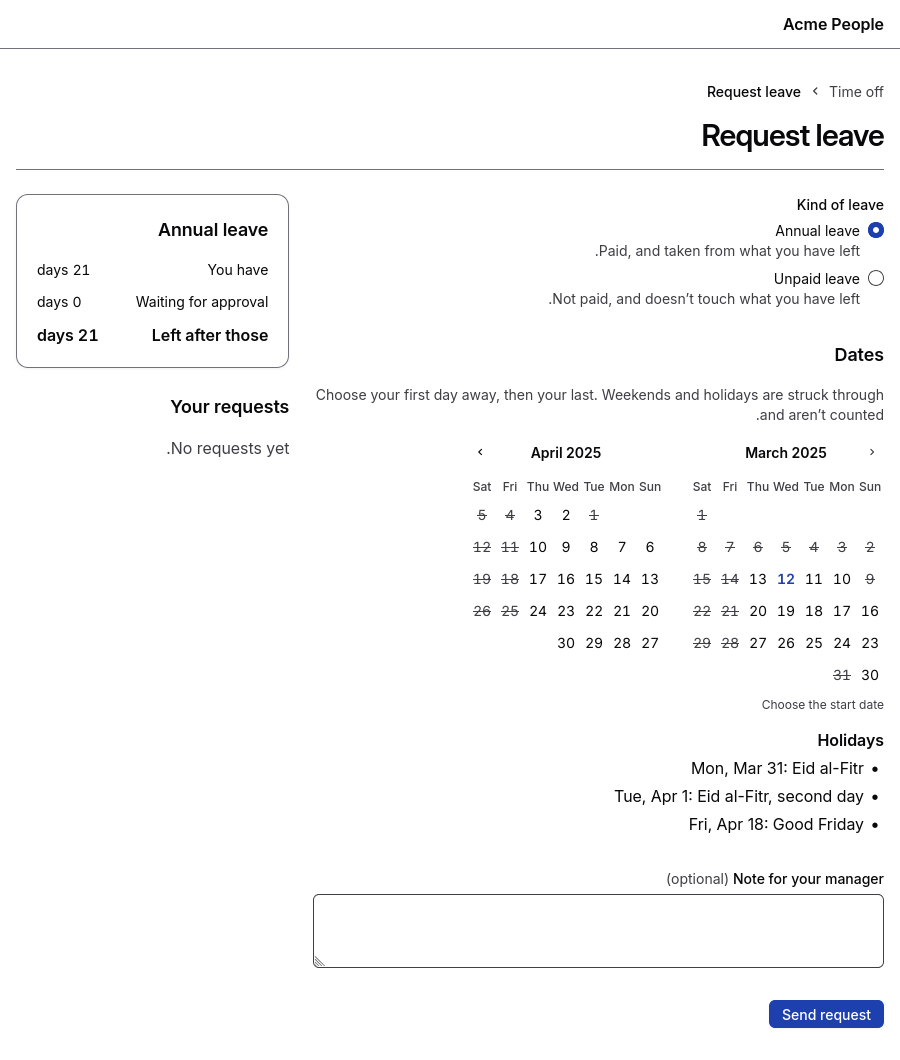 Acme People
Time off
Request leave
Request leave
Kind of leave
Annual leave
.Paid, and taken from what you have left
Unpaid leave
.Not paid, and doesn’t touch what you have left
Dates
Choose your first day away, then your last. Weekends and holidays are struck through
.and aren’t counted
March 2025
Sun Mon Tue Wed Thu Fri Sat
1
2 3 4 5 6 7 8
9 10 11 12 13 14 15
16 17 18 19 20 21 22
23 24 25 26 27 28 29
30 31
April 2025
Sun Mon Tue Wed Thu Fri Sat
1 2 3 4 5
6 7 8 9 10 11 12
13 14 15 16 17 18 19
20 21 22 23 24 25 26
27 28 29 30
Choose the start date
Holidays
• Mon, Mar 31: Eid al-Fitr
• Tue, Apr 1: Eid al-Fitr, second day
• Fri, Apr 18: Good Friday
(optional) Note for your manager
Send request
Annual leave
You have
days 21
Waiting for approval
days 0
Left after those
days 21
Your requests
.No requests yet